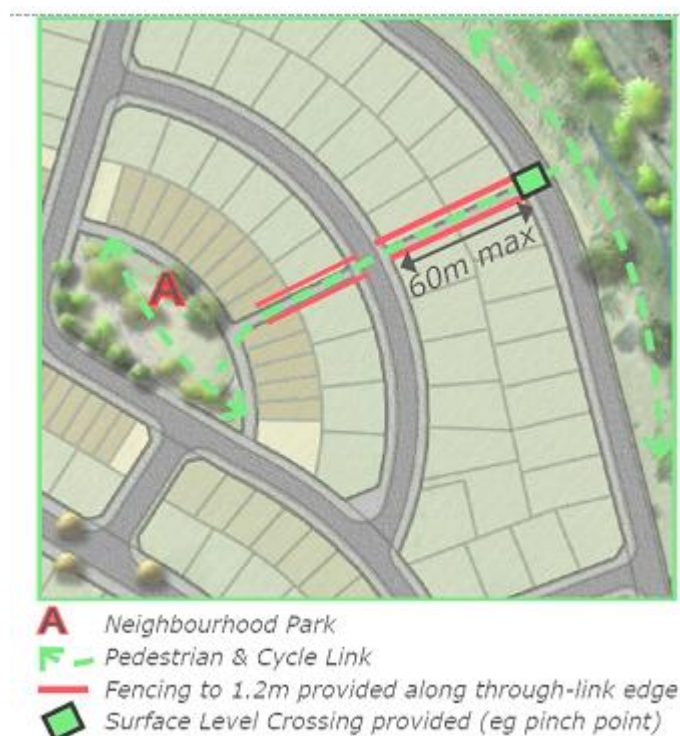 A
60m max
A Neighbourhood Park
Pedestrian & Cycle Link
Fencing to 1.2m provided along through-link edge
Surface Level Crossing provided (eg pinch point)